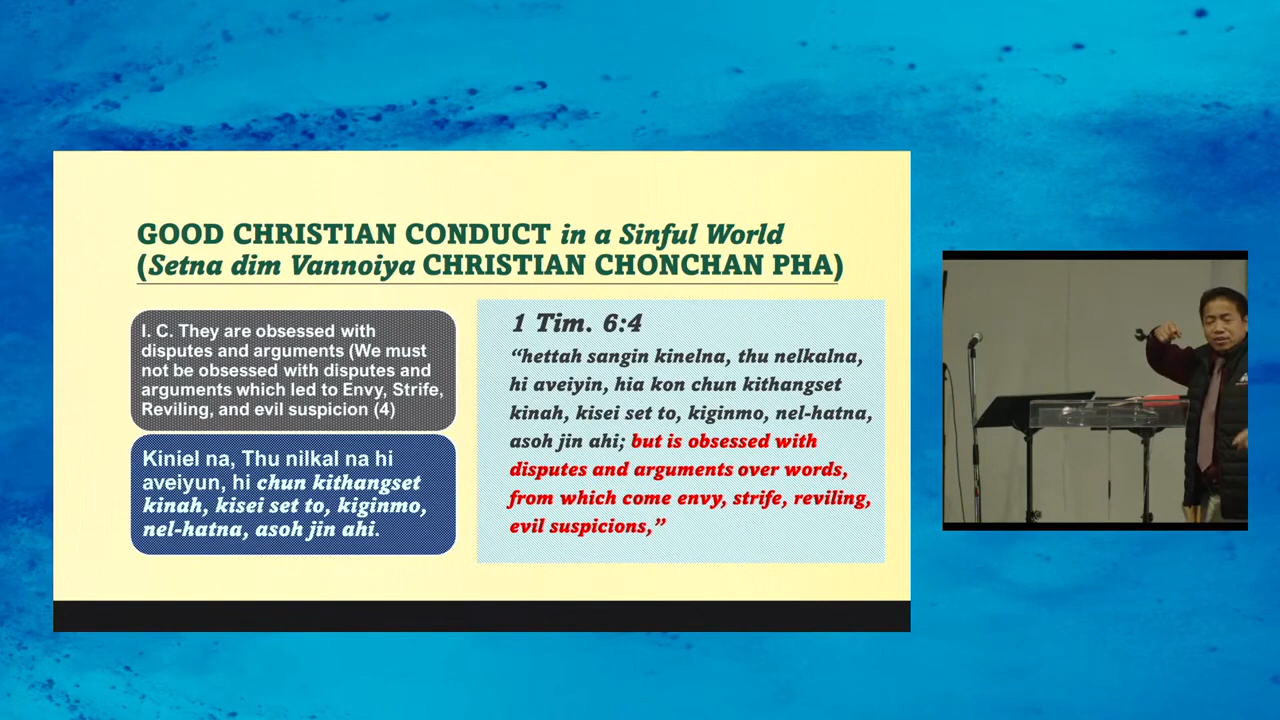 GOOD CHRISTIAN CONDUCT in a Sinful World
(Setna dim Vannoiya CHRISTIAN CHONCHAN PHA)
I. C. They are obsessed with
disputes and arguments (We must
not be obsessed with disputes and
arguments which led to Envy, Strife,
Reviling, and evil suspicion (4)
Kiniel na, Thu nilkal na hi
aveiyun, hi chun kithangset
kinah, kisei set to, kiginmo,
nel-hatna, asoh jin ahi.
1 Tim. 6:4
“hettah sangin kinelna, thu nelkalna,
hi aveiyin, hia kon chun kithangset
kinah, kisei set to, kiginmo, nel-hatna,
asoh jin ahi; but is obsessed with
disputes and arguments over words,
from which come envy, strife, reviling,
evil suspicions,”